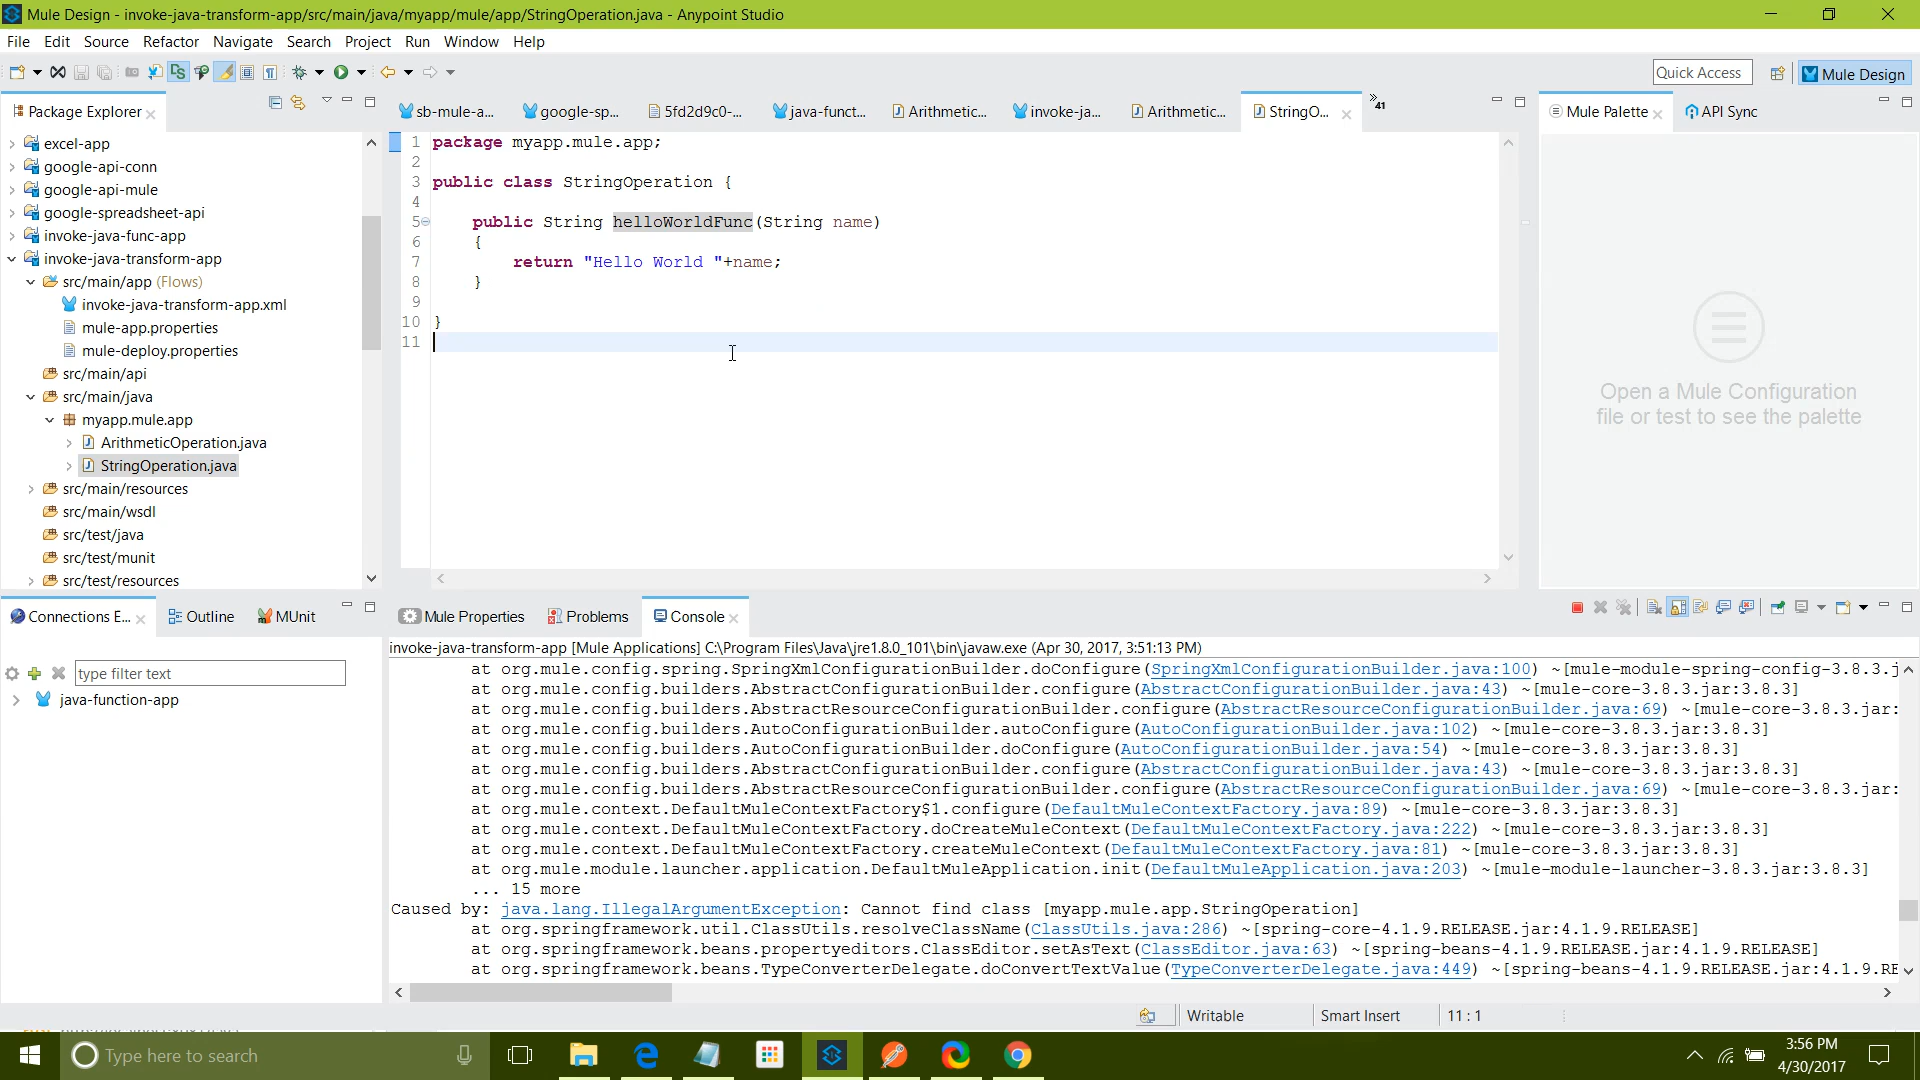 Mule Design - invoke-java-transform-app/src/main/java/myapp/mule/app/StringOperation.java - Anypoint Studio
File Edit Source Refactor Navigate Search Project Run Window Help
Quick Access
Mule Design
Package Explorer
sb-mule-a...
google-sp...
5fd2d9c0-...
java-funct...
Arithmetic...
invoke-ja...
Arithmetic...
StringO...
41
Mule Palette
API Sync
excel-app
google-api-conn
google-api-mule
google-spreadsheet-api
invoke-java-func-app
invoke-java-transform-app
src/main/app (Flows)
invoke-java-transform-app.xml
mule-app.properties
mule-deploy.properties
src/main/api
src/main/java
myapp.mule.app
ArithmeticOperation.java
StringOperation.java
src/main/resources
src/main/wsdl
src/test/java
src/test/munit
src/test/resources
1 package myapp.mule.app;
2
3 public class StringOperation {
4
5 public String helloWorldFunc(String name)
6 {
7 return "Hello World "+name;
8 }
9
10 }
11
Open a Mule Configuration
file or test to see the palette
Connections E...
Outline
MUnit
type filter text
java-function-app
Mule Properties
Problems
Console
invoke-java-transform-app [Mule Applications] C:\Program Files\Java\jre1.8.0_101\bin\javaw.exe (Apr 30, 2017, 3:51:13 PM)
at org.mule.config.spring.SpringXmlConfigurationBuilder.doConfigure(SpringXmlConfigurationBuilder.java:100) ~[mule-module-spring-config-3.8.3.j
at org.mule.config.builders.AbstractConfigurationBuilder.configure(AbstractConfigurationBuilder.java:43) ~[mule-core-3.8.3.jar:3.8.3]
at org.mule.config.builders.AbstractResourceConfigurationBuilder.configure(AbstractResourceConfigurationBuilder.java:69) ~[mule-core-3.8.3.jar:
at org.mule.config.builders.AutoConfigurationBuilder.autoConfigure(AutoConfigurationBuilder.java:102) ~[mule-core-3.8.3.jar:3.8.3]
at org.mule.config.builders.AutoConfigurationBuilder.doConfigure(AutoConfigurationBuilder.java:54) ~[mule-core-3.8.3.jar:3.8.3]
at org.mule.config.builders.AbstractConfigurationBuilder.configure(AbstractConfigurationBuilder.java:43) ~[mule-core-3.8.3.jar:3.8.3]
at org.mule.config.builders.AbstractResourceConfigurationBuilder.configure(AbstractResourceConfigurationBuilder.java:69) ~[mule-core-3.8.3.jar:
at org.mule.context.DefaultMuleContextFactory$1.configure(DefaultMuleContextFactory.java:89) ~[mule-core-3.8.3.jar:3.8.3]
at org.mule.context.DefaultMuleContextFactory.doCreateMuleContext(DefaultMuleContextFactory.java:222) ~[mule-core-3.8.3.jar:3.8.3]
at org.mule.context.DefaultMuleContextFactory.createMuleContext(DefaultMuleContextFactory.java:81) ~[mule-core-3.8.3.jar:3.8.3]
at org.mule.module.launcher.application.DefaultMuleApplication.init(DefaultMuleApplication.java:203) ~[mule-module-launcher-3.8.3.jar:3.8.3]
... 15 more
Caused by: java.lang.IllegalArgumentException: Cannot find class [myapp.mule.app.StringOperation]
at org.springframework.util.ClassUtils.resolveClassName(ClassUtils.java:286) ~[spring-core-4.1.9.RELEASE.jar:4.1.9.RELEASE]
at org.springframework.beans.propertyeditors.ClassEditor.setAsText(ClassEditor.java:63) ~[spring-beans-4.1.9.RELEASE.jar:4.1.9.RELEASE]
at org.springframework.beans.TypeConverterDelegate.doConvertTextValue(TypeConverterDelegate.java:449) ~[spring-beans-4.1.9.RELEASE.jar:4.1.9.RE
Writable
Smart Insert
11 : 1
Type here to search
3:56 PM
4/30/2017